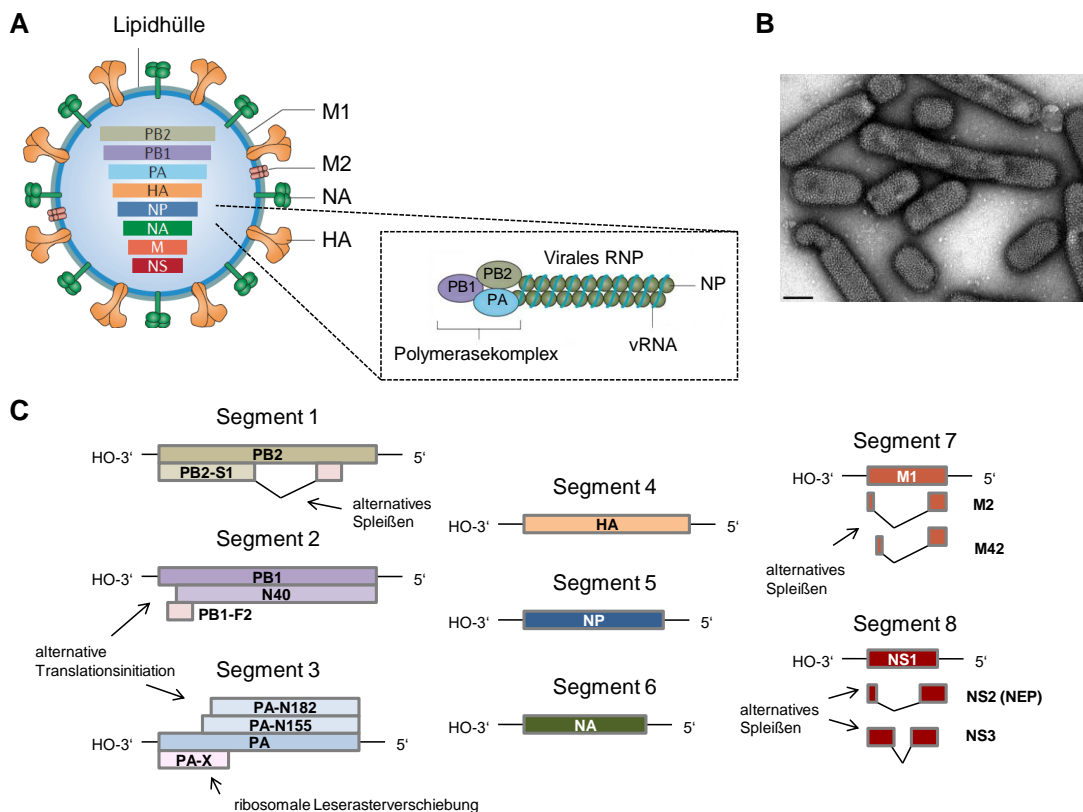 A
Lipidhülle
PB2
PB1
PA
HA
NP
NA
M
NS
M1
M2
NA
HA
Virales RNP
PB2
PB1
PA
NP
Polymerasekomplex
vRNA
B
C
Segment 1
HO-3‘ PB2 5‘
PB2-S1
alternatives
Spleißen
Segment 2
HO-3‘ PB1 5‘
N40
PB1-F2
alternative
Translationsinitiation
Segment 3
PA-N182
PA-N155
HO-3‘ PA 5‘
PA-X
ribosomale Leserasterverschiebung
Segment 4
HO-3‘ HA 5‘
Segment 5
HO-3‘ NP 5‘
Segment 6
HO-3‘ NA 5‘
Segment 7
HO-3‘ M1 5‘
M2
M42
alternatives
Spleißen
Segment 8
HO-3‘ NS1 5‘
NS2 (NEP)
alternatives
Spleißen
NS3